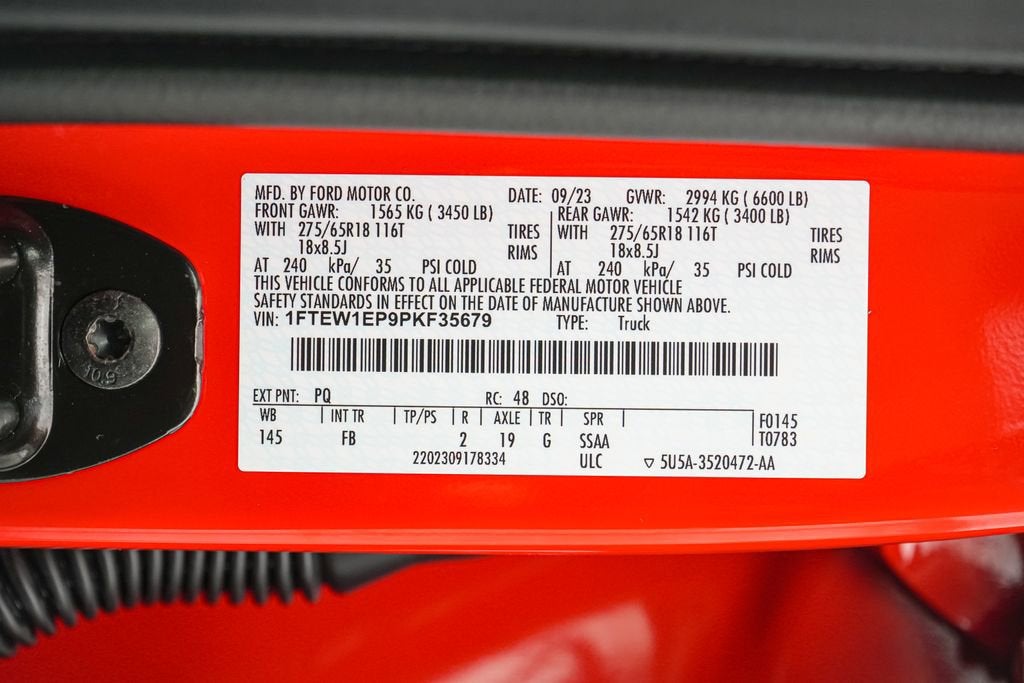 MFD. BY FORD MOTOR CO. DATE: 09/23 GVWR: 2994 KG ( 6600 LB)
FRONT GAWR: 1565 KG ( 3450 LB) REAR GAWR: 1542 KG ( 3400 LB)
WITH 275/65R18 116T TIRES WITH 275/65R18 116T TIRES
18x8.5J RIMS 18x8.5J RIMS
AT 240 kPa/ 35 PSI COLD AT 240 kPa/ 35 PSI COLD
THIS VEHICLE CONFORMS TO ALL APPLICABLE FEDERAL MOTOR VEHICLE
SAFETY STANDARDS IN EFFECT ON THE DATE OF MANUFACTURE SHOWN ABOVE.
VIN: 1FTEW1EP9PKF35679 TYPE: Truck
EXT PNT: PQ RC: 48 DSO:
WB INT TR TP/PS R AXLE TR SPR F0145
145 FB 2 19 G SSAA T0783
2202309178334 ULC ▽ 5U5A-3520472-AA
10.9